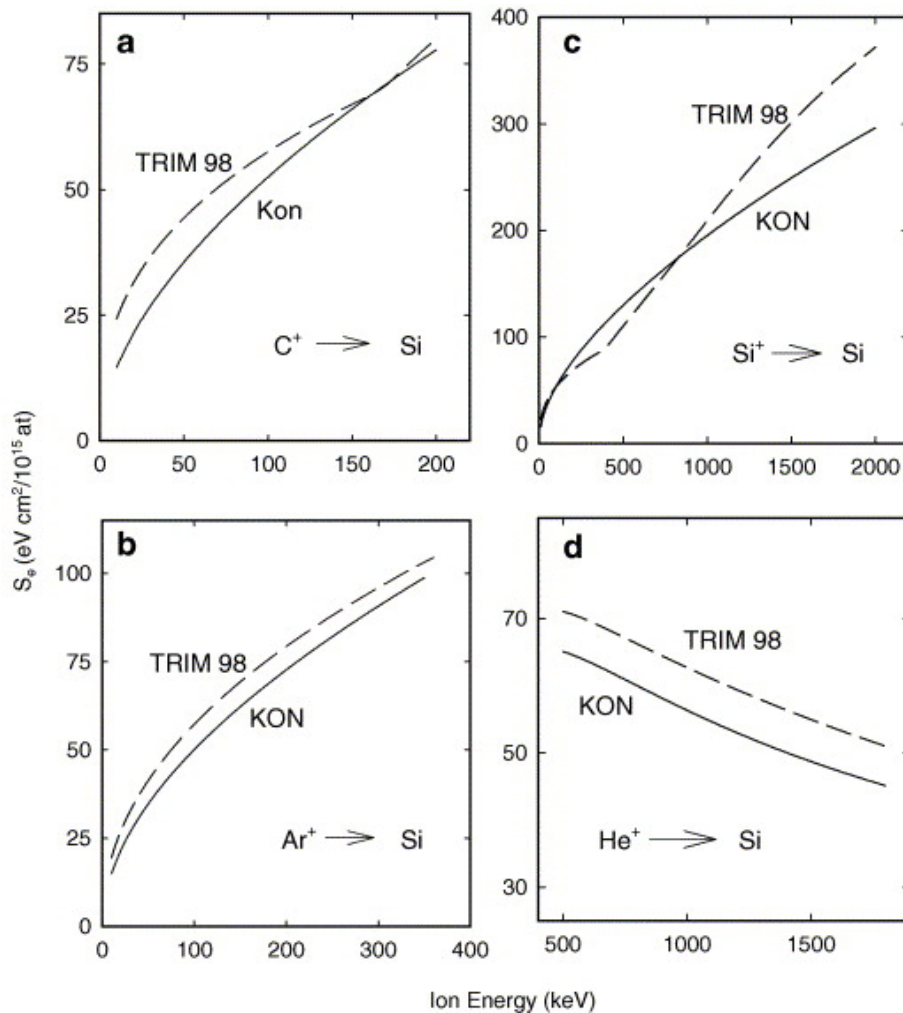 a
75
50
25
0
0 50 100 150 200
TRIM 98
Kon
C⁺ Si
c
400
300
200
100
0
0 500 1000 1500 2000
TRIM 98
KON
Si⁺ Si
Sₑ (eV cm²/10¹⁵ at)
b
100
75
50
25
0
0 100 200 300 400
TRIM 98
KON
Ar⁺ Si
d
70
50
30
500 1000 1500
TRIM 98
KON
He⁺ Si
Ion Energy (keV)